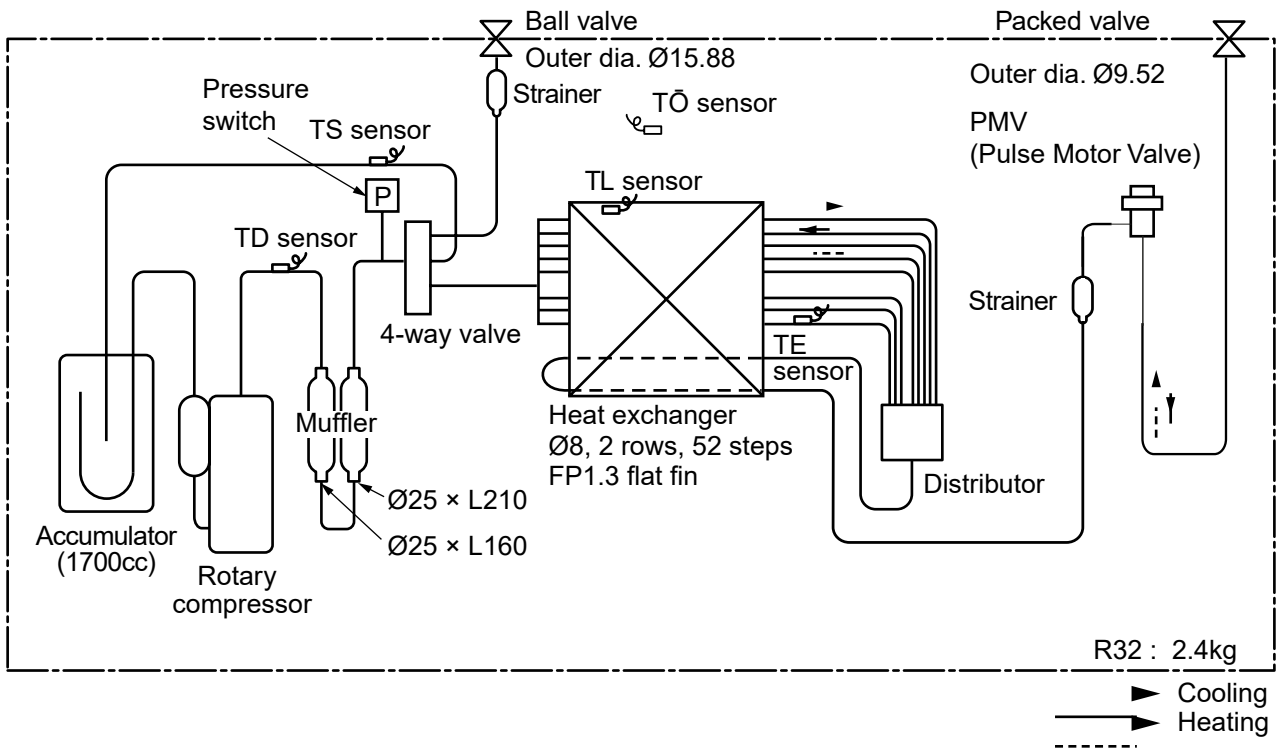 Ball valve
Packed valve
Outer dia. Ø15.88
Outer dia. Ø9.52
Pressure
switch
Strainer
TŌ sensor
TS sensor
PMV
(Pulse Motor Valve)
P
TL sensor
TD sensor
4-way valve
Strainer
TE
sensor
Muffler
Heat exchanger
Ø8, 2 rows, 52 steps
FP1.3 flat fin
Distributor
Ø25 × L210
Ø25 × L160
Accumulator
(1700cc)
Rotary
compressor
R32 : 2.4kg
Cooling
Heating